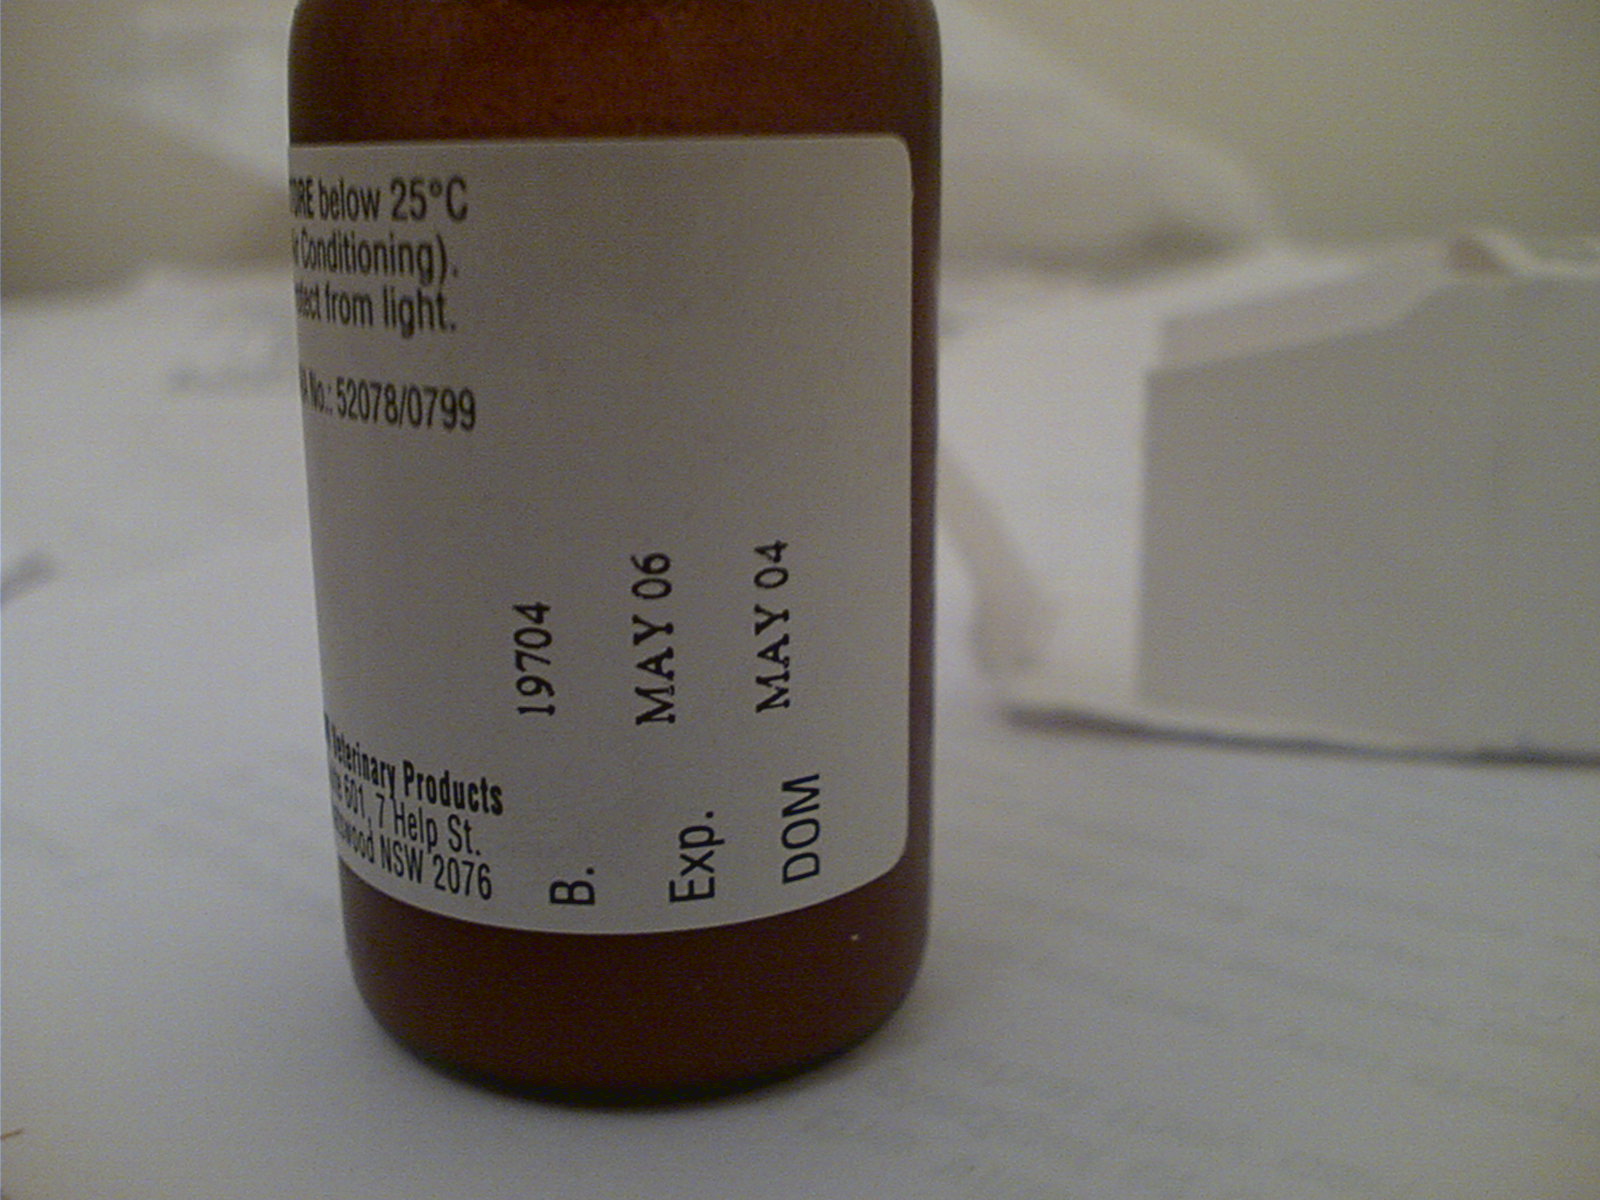 below 25°C
Conditioning).
from light.
No.: 52078/0799
Veterinary Products
601, 7 Help St.
NSW 2076
B. 19704
Exp. MAY 06
DOM MAY 04